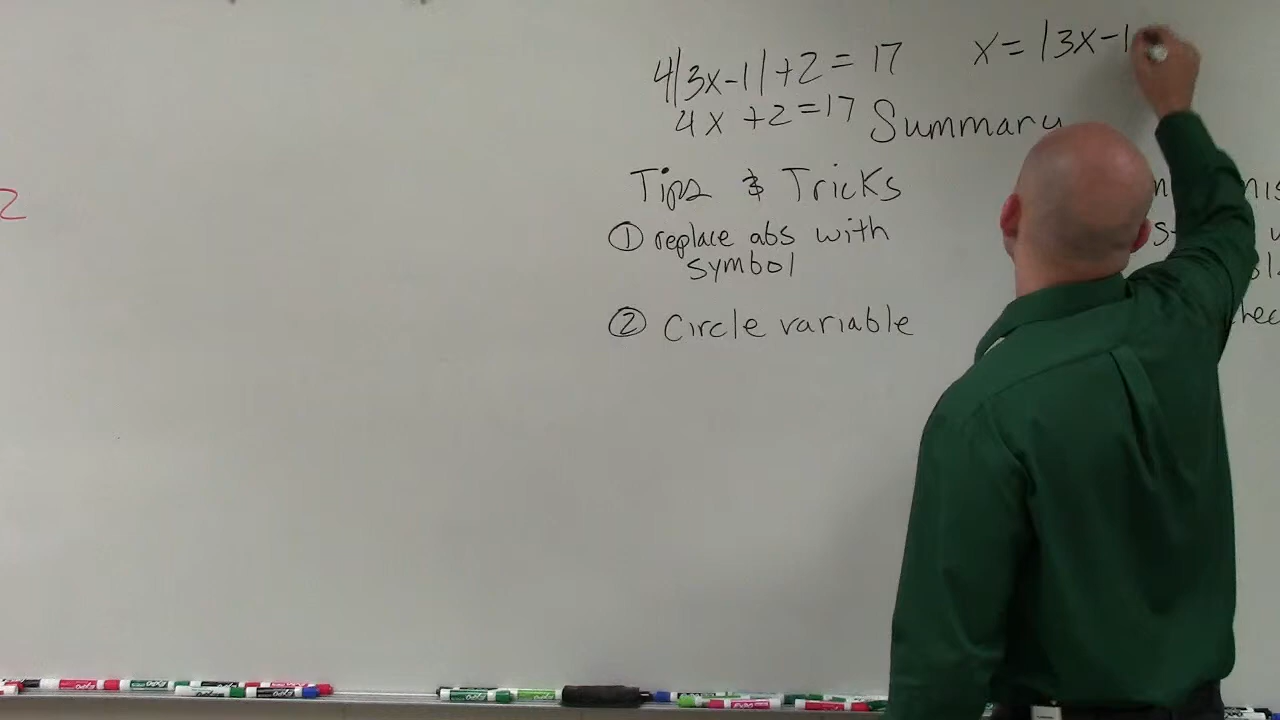 4|3x-1|+2=17
x=|3x-1
4x+2=17
Summary
Tips & Tricks
① replace abs with
symbol
② Circle variable
2